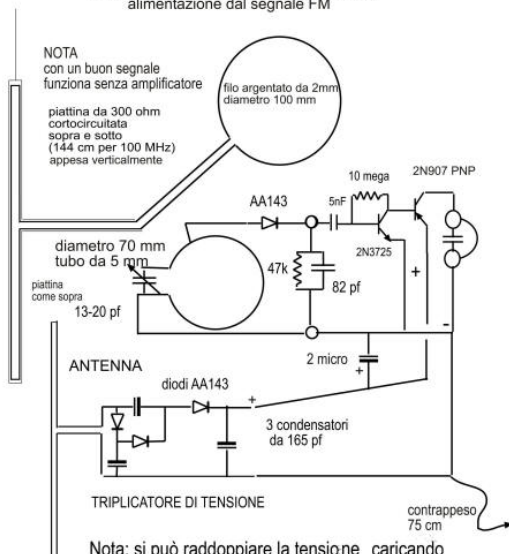 alimentazione dal segnale FM
NOTA
con un buon segnale
funziona senza amplificatore
piattina da 300 ohm
cortocircuitata
sopra e sotto
(144 cm per 100 MHz)
appesa verticalmente
filo argentato da 2mm
diametro 100 mm
10 mega
2N907 PNP
AA143
5nF
2N3725
diametro 70 mm
tubo da 5 mm
47k
82 pf
+
piattina
come sopra
13-20 pf
-
2 micro
+
ANTENNA
diodi AA143
+
3 condensatori
da 165 pf
TRIPLICATORE DI TENSIONE
contrappeso
75 cm
Nota: si può raddoppiare la tensione caricando